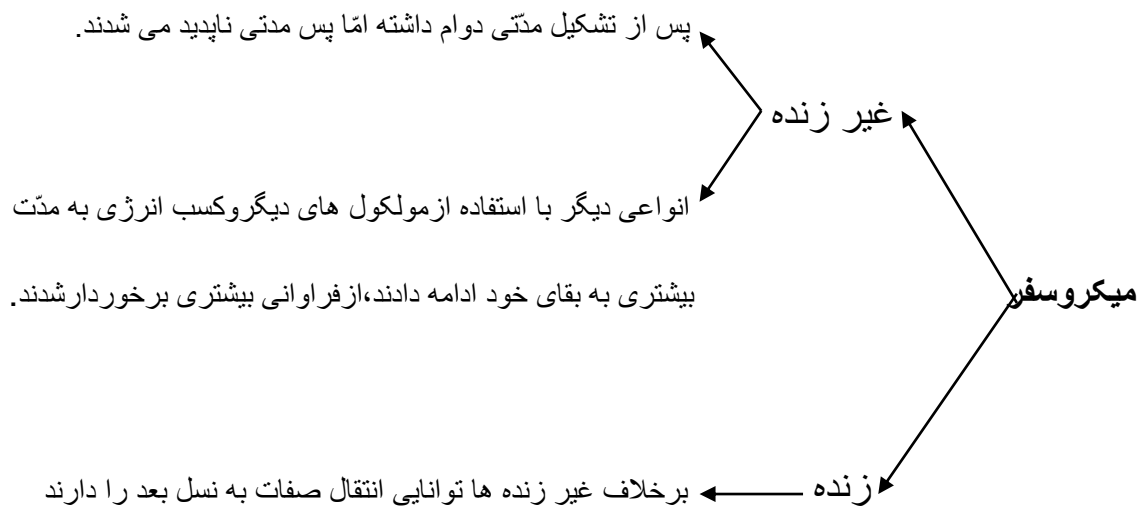 پس از تشکیل مدّتی دوام داشته امّا پس مدتی ناپدید می شدند.
غیر زنده
انواعی دیگر با استفاده ازمولکول های دیگروکسب انرژی به مدّت
بیشتری به بقای خود ادامه دادند،ازفراوانی بیشتری برخوردارشدند.
میکروسفر
زنده
برخلاف غیر زنده ها توانایی انتقال صفات به نسل بعد را دارند